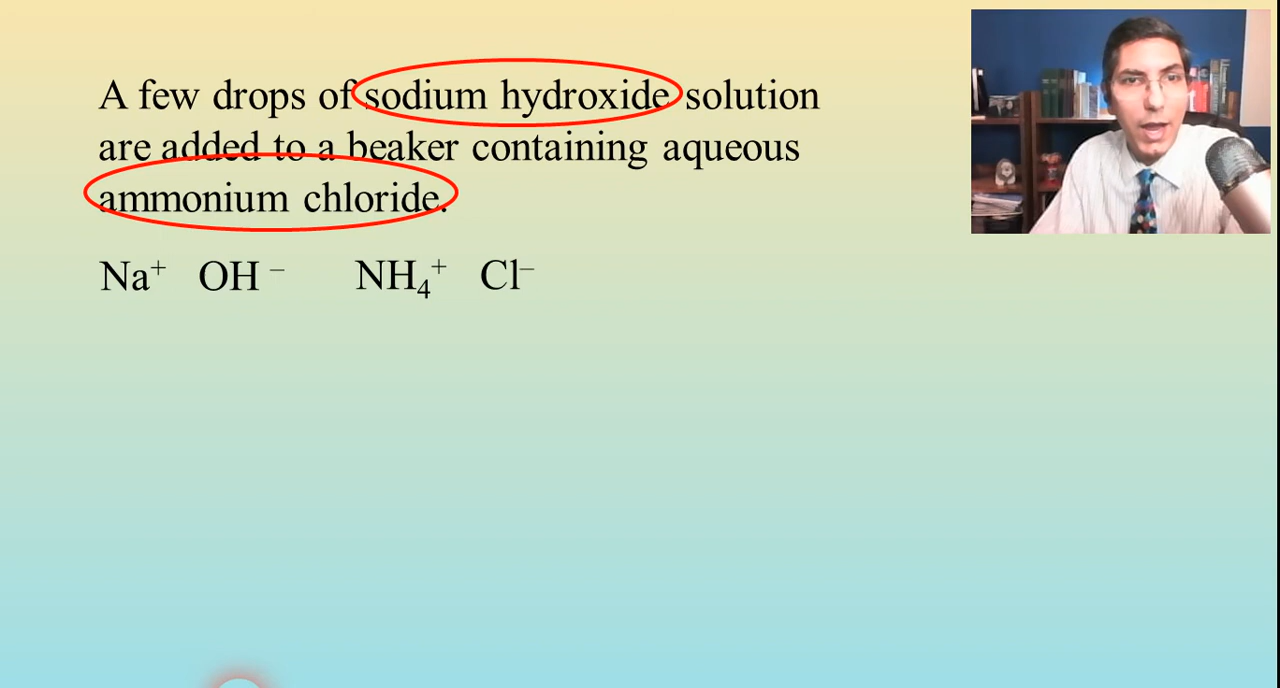 A few drops of sodium hydroxide solution
are added to a beaker containing aqueous
ammonium chloride.
Na⁺ OH⁻ NH₄⁺ Cl⁻